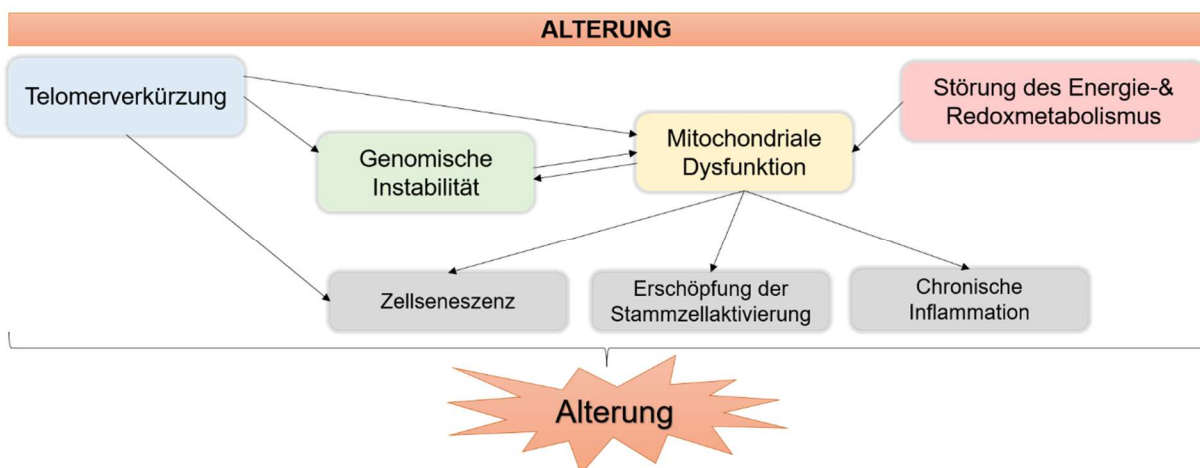 ALTERUNG
Telomerverkürzung
Störung des Energie-&
Redoxmetabolismus
Mitochondriale
Dysfunktion
Genomische
Instabilität
Zellseneszenz
Erschöpfung der
Stammzellaktivierung
Chronische
Inflammation
Alterung